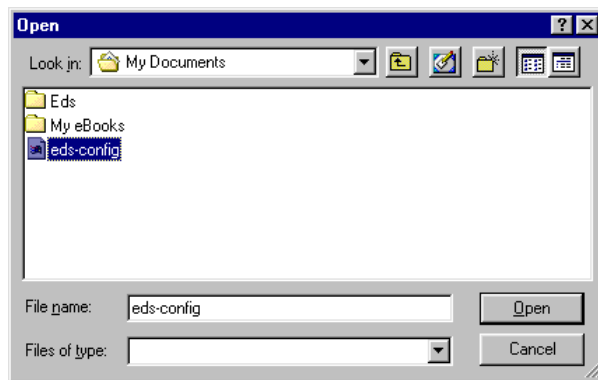 Open
Look in: My Documents
Eds
My eBooks
eds-config
File name: eds-config Open
Files of type: Cancel